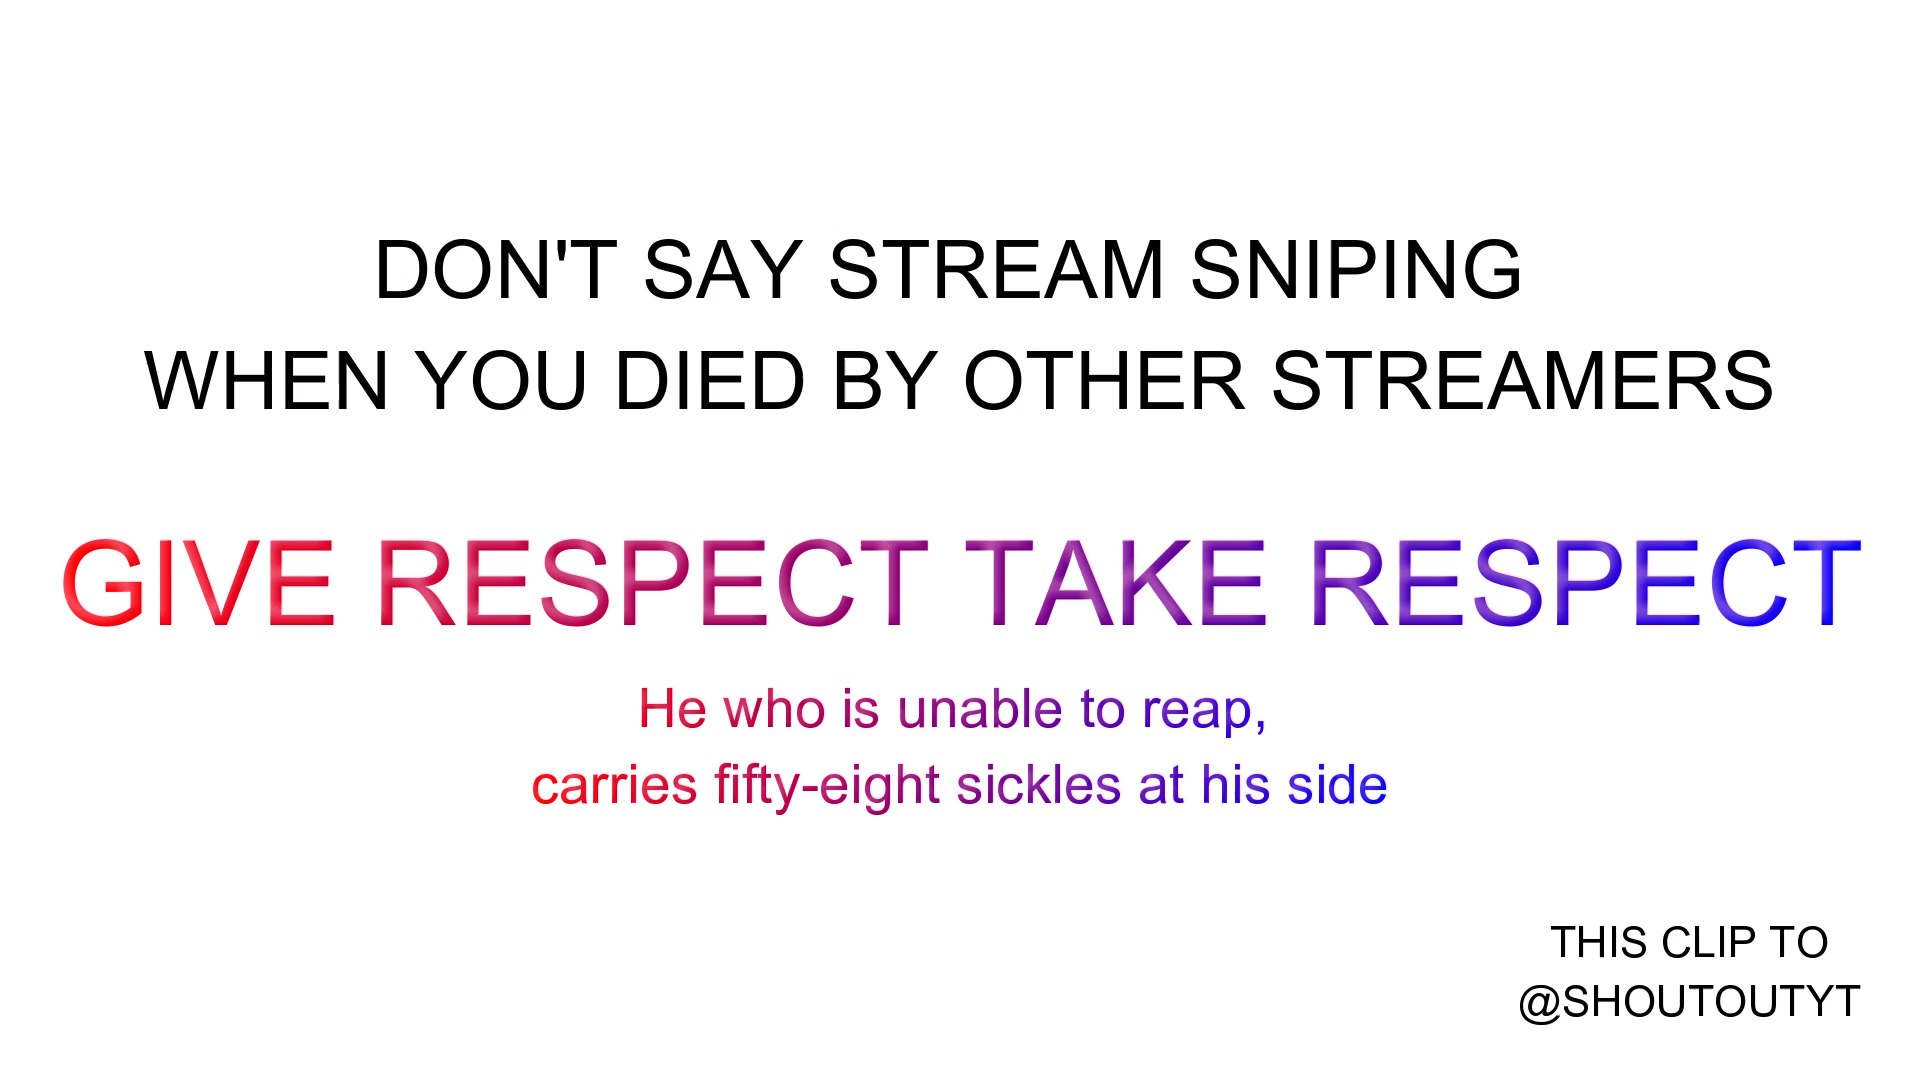 DON'T SAY STREAM SNIPING
WHEN YOU DIED BY OTHER STREAMERS
GIVE RESPECT TAKE RESPECT
He who is unable to reap,
carries fifty-eight sickles at his side
THIS CLIP TO
@SHOUTOUTYT